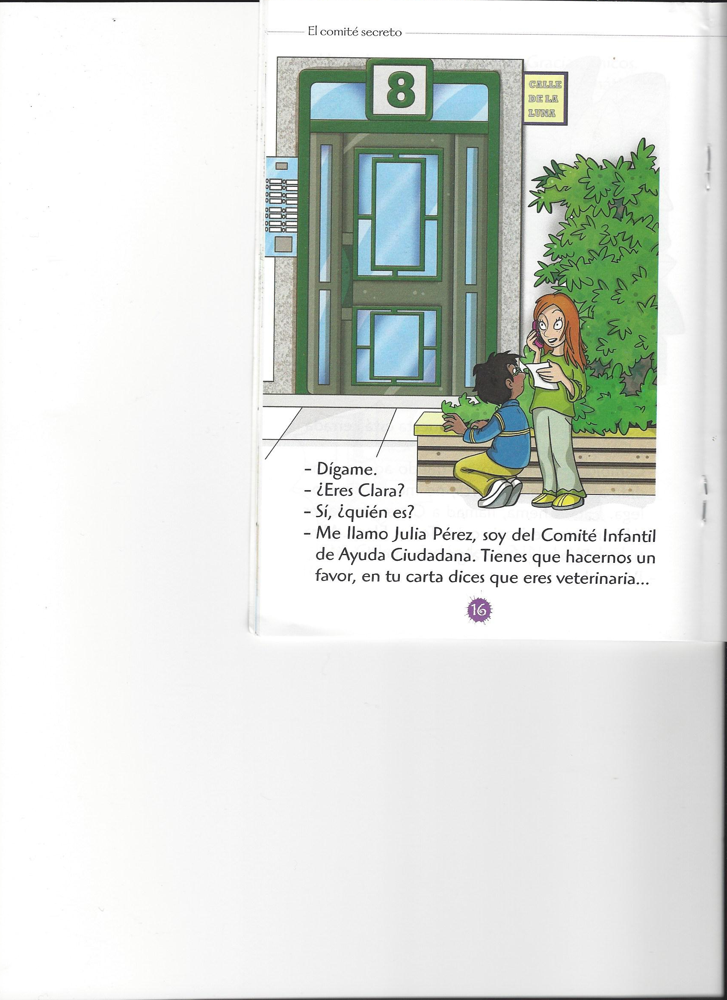 El comité secreto
8
CALLE
DE LA
LUNA
– Dígame.
– ¿Eres Clara?
– Sí, ¿quién es?
– Me llamo Julia Pérez, soy del Comité Infantil
de Ayuda Ciudadana. Tienes que hacernos un
favor, en tu carta dices que eres veterinaria...
16